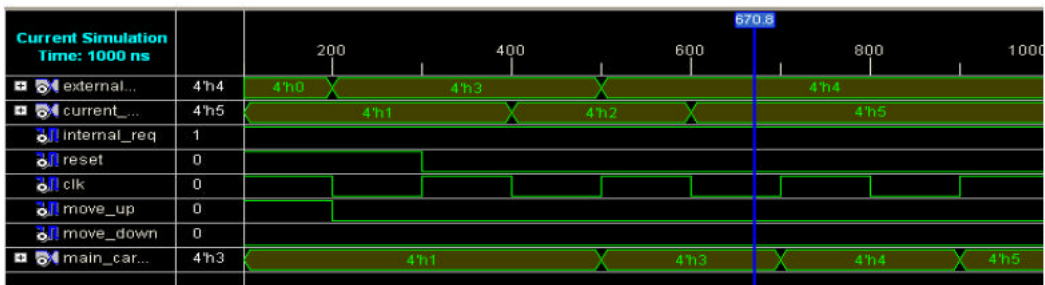 670.8
Current Simulation
Time: 1000 ns
200 400 600 800 1000
external... 4'h4 4'h0 4'h3 4'h4
current_... 4'h5 4'h1 4'h2 4'h5
internal_req 1
reset 0
clk 0
move_up 0
move_down 0
main_car... 4'h3 4'h1 4'h3 4'h4 4'h5